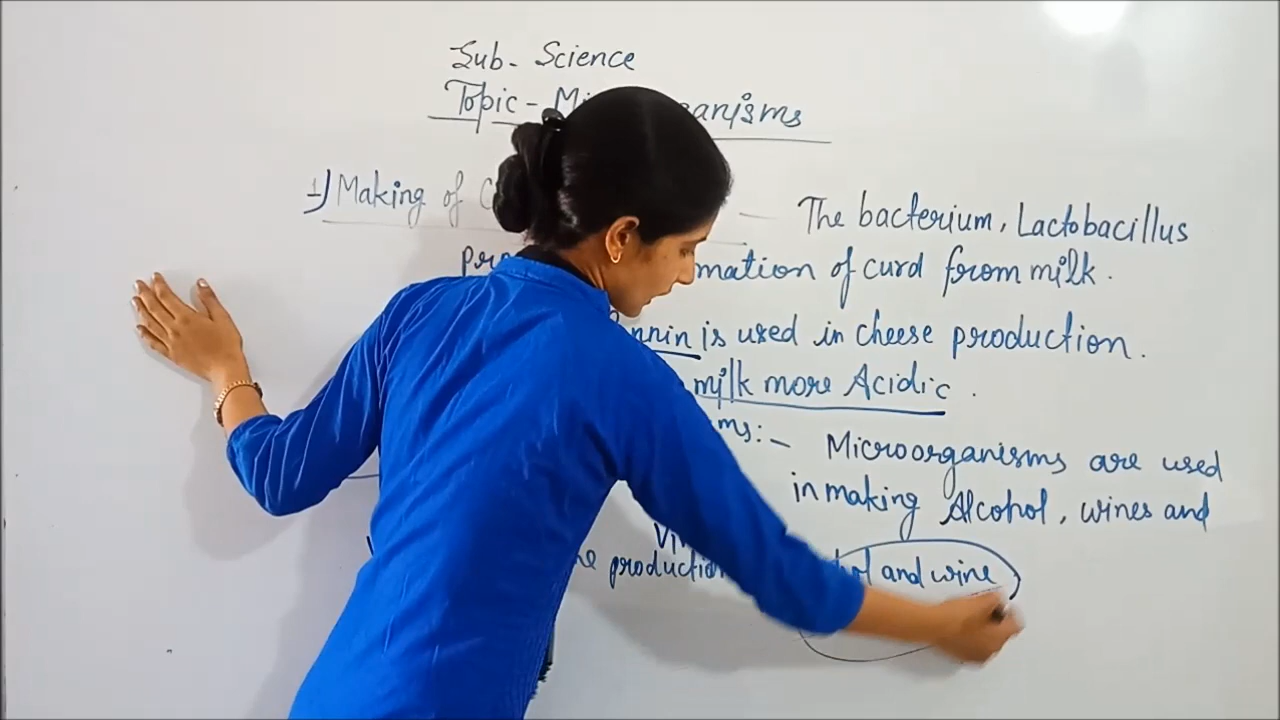 Sub- Science
Topic- Mi anisms
1) Making of C — The bacterium, Lactobacillus
pro mation of curd from milk.
nnin is used in cheese production.
milk more Acidic.
ms:- Microorganisms are used
in making Alcohol, wines and
Vi
e production hol and wine